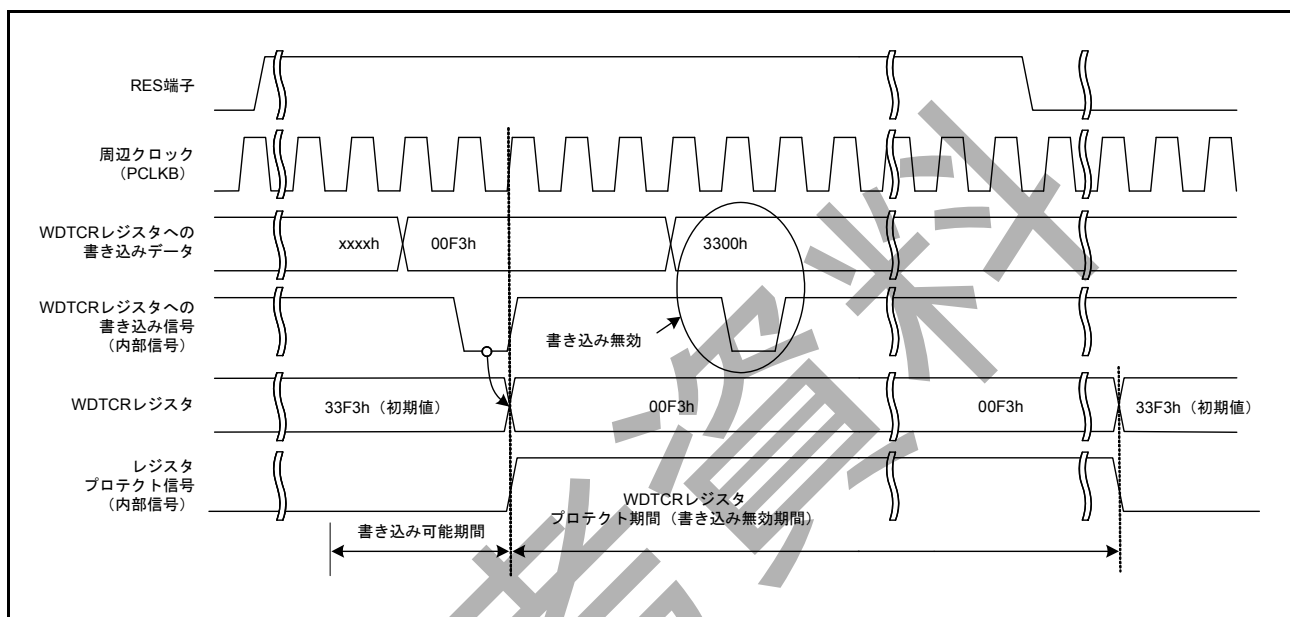 RES端子
周辺クロック
（PCLKB）
WDTCRレジスタへの
書き込みデータ
xxxxh
00F3h
3300h
WDTCRレジスタへの
書き込み信号
（内部信号）
書き込み無効
WDTCRレジスタ
33F3h（初期値）
00F3h
00F3h
33F3h（初期値）
レジスタ
プロテクト信号
（内部信号）
WDTCRレジスタ
プロテクト期間（書き込み無効期間）
書き込み可能期間
資料